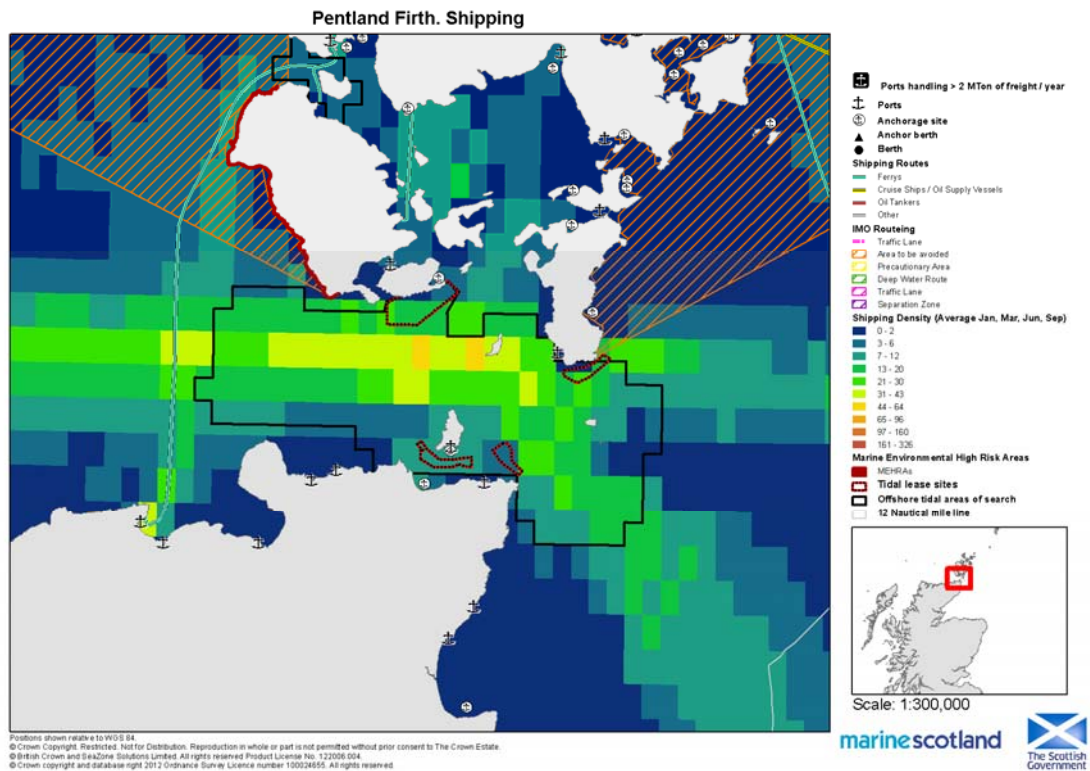 Pentland Firth. Shipping
Ports handling > 2 MTon of freight / year
Ports
Anchorage site
Anchor berth
Berth
Shipping Routes
Ferrys
Cruise Ships / Oil Supply Vessels
Oil Tankers
Other
IMO Routeing
Traffic Lane
Area to be avoided
Precautionary Area
Deep Water Route
Traffic Lane
Separation Zone
Shipping Density (Average Jan, Mar, Jun, Sep)
0 - 2
3 - 6
7 - 12
13 - 20
21 - 30
31 - 43
44 - 64
65 - 96
97 - 160
161 - 326
Marine Environmental High Risk Areas
MEHRAs
Tidal lease sites
Offshore tidal areas of search
12 Nautical mile line
Scale: 1:300,000
marinescotland
The Scottish
Government
Positions shown relative to WGS 84.
© Crown Copyright. Restricted. Not for Distribution. Reproduction in whole or part is not permitted without prior consent to The Crown Estate.
© British Crown and SeaZone Solutions Limited. All rights reserved Product License No. 122006.004.
© Crown copyright and database right 2012 Ordnance Survey Licence number 100024655. All rights reserved.